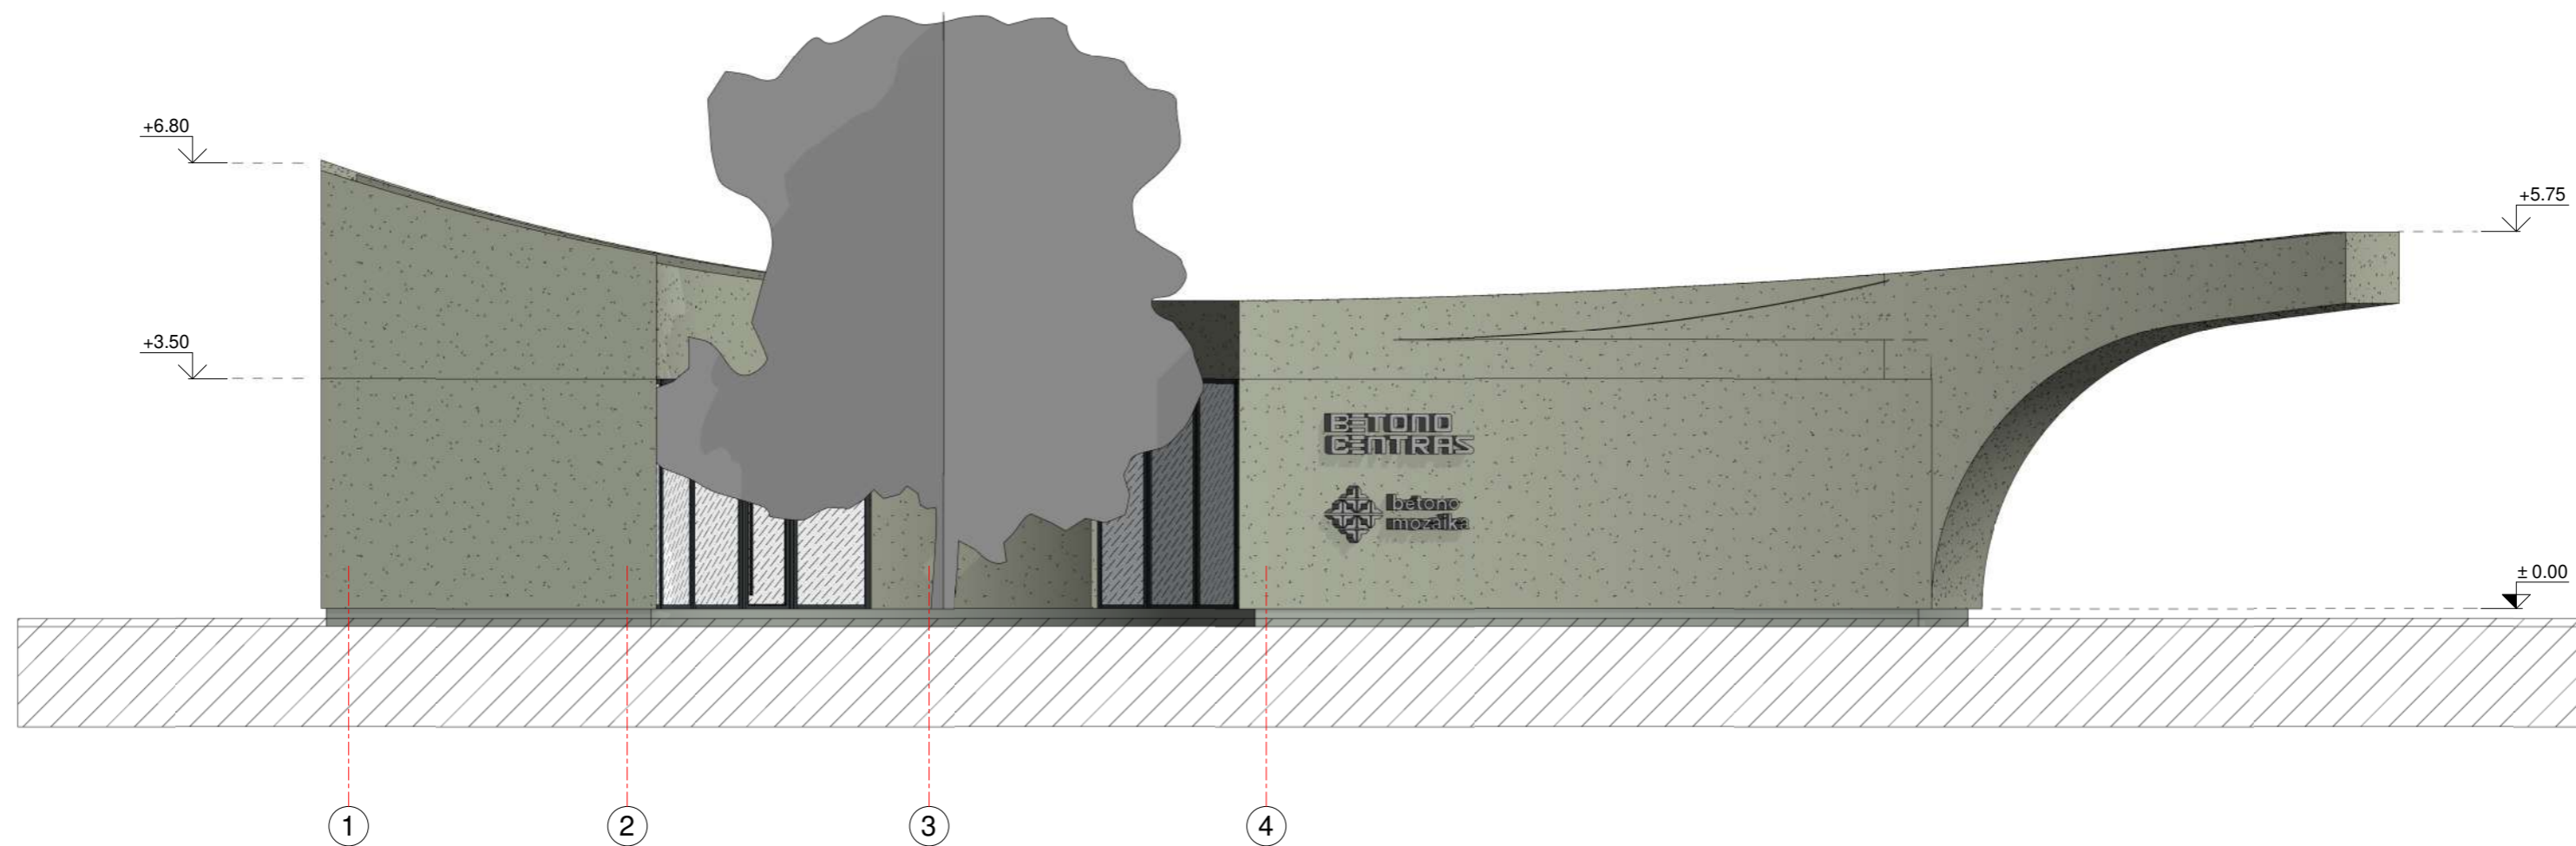 +6.80
+5.75
+3.50
BETONO
CENTRAS
betono
mozaika
± 0.00
1
2
3
4